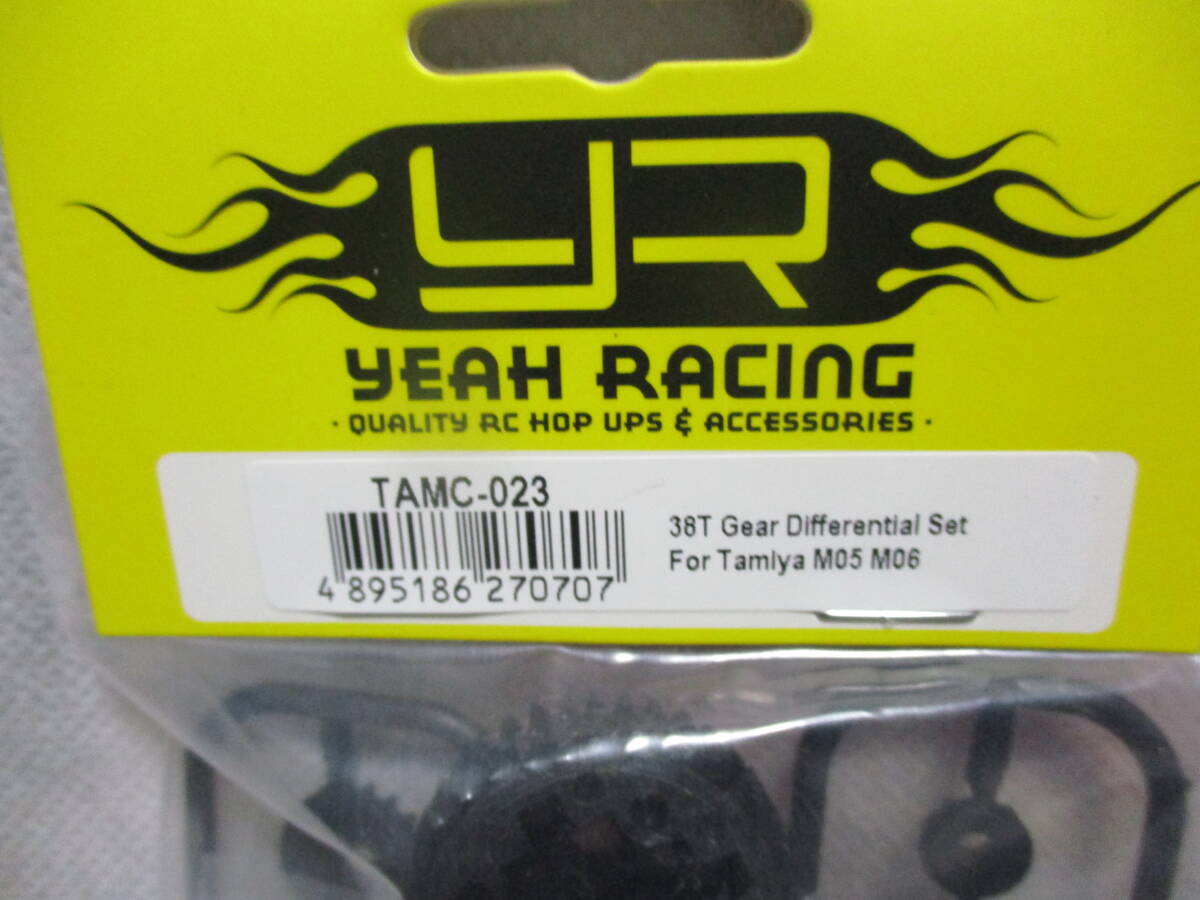 YR
YEAH RACING
· QUALITY RC HOP UPS & ACCESSORIES ·
TAMC-023
4 895186 270707
38T Gear Differential Set
For Tamiya M05 M06